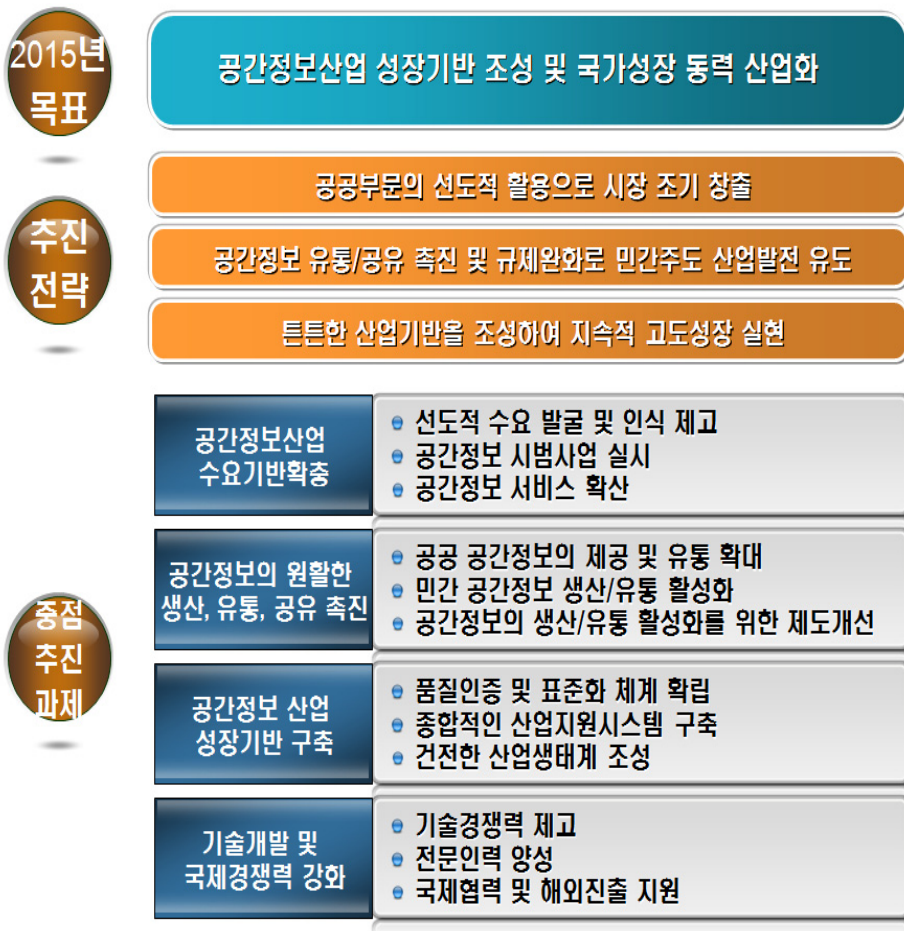 2015년
목표
공간정보산업 성장기반 조성 및 국가성장 동력 산업화
추진
전략
공공부문의 선도적 활용으로 시장 조기 창출
공간정보 유통/공유 촉진 및 규제완화로 민간주도 산업발전 유도
튼튼한 산업기반을 조성하여 지속적 고도성장 실현
중점
추진
과제
공간정보산업
수요기반확충
선도적 수요 발굴 및 인식 제고
공간정보 시범사업 실시
공간정보 서비스 확산
공간정보의 원활한
생산, 유통, 공유 촉진
공공 공간정보의 제공 및 유통 확대
민간 공간정보 생산/유통 활성화
공간정보의 생산/유통 활성화를 위한 제도개선
공간정보 산업
성장기반 구축
품질인증 및 표준화 체계 확립
종합적인 산업지원시스템 구축
건전한 산업생태계 조성
기술개발 및
국제경쟁력 강화
기술경쟁력 제고
전문인력 양성
국제협력 및 해외진출 지원